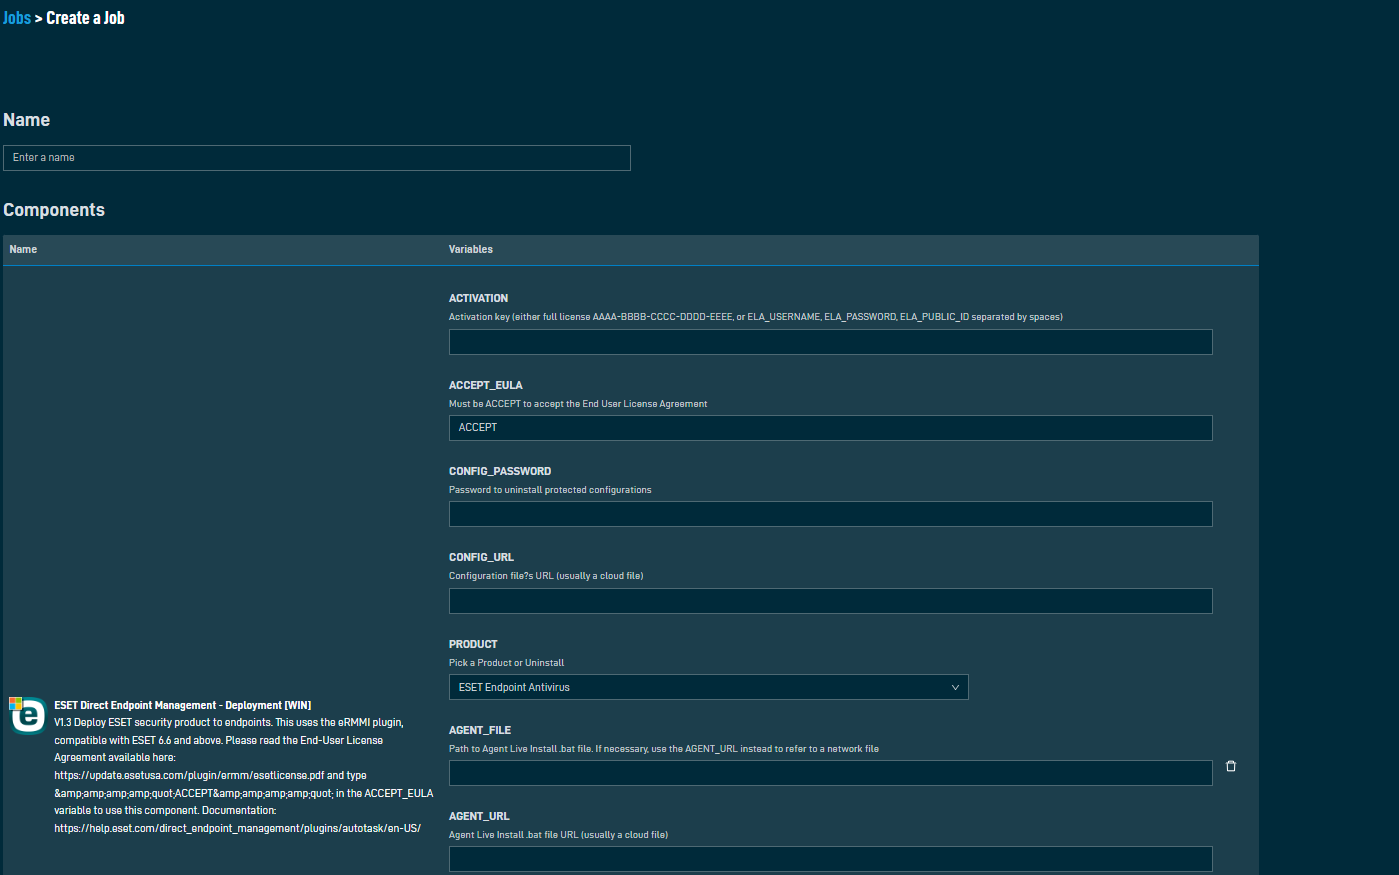 Jobs > Create a Job
Name
Enter a name
Components
Name
Variables
ACTIVATION
Activation key (either full license AAAA-BBBB-CCCC-DDDD-EEEE, or ELA_USERNAME, ELA_PASSWORD, ELA_PUBLIC_ID separated by spaces)
ACCEPT_EULA
Must be ACCEPT to accept the End User License Agreement
ACCEPT
CONFIG_PASSWORD
Password to uninstall protected configurations
CONFIG_URL
Configuration file?s URL (usually a cloud file)
PRODUCT
Pick a Product or Uninstall
ESET Endpoint Antivirus
AGENT_FILE
Path to Agent Live Install .bat file. If necessary, use the AGENT_URL instead to refer to a network file
AGENT_URL
Agent Live Install .bat file URL (usually a cloud file)
e
ESET Direct Endpoint Management - Deployment [WIN]
V1.3 Deploy ESET security product to endpoints. This uses the eRMMI plugin,
compatible with ESET 6.6 and above. Please read the End-User License
Agreement available here:
https://update.esetusa.com/plugin/ermm/esetlicense.pdf and type
&amp;amp;amp;amp;quot;ACCEPT&amp;amp;amp;amp;quot; in the ACCEPT_EULA
variable to use this component. Documentation:
https://help.eset.com/direct_endpoint_management/plugins/autotask/en-US/